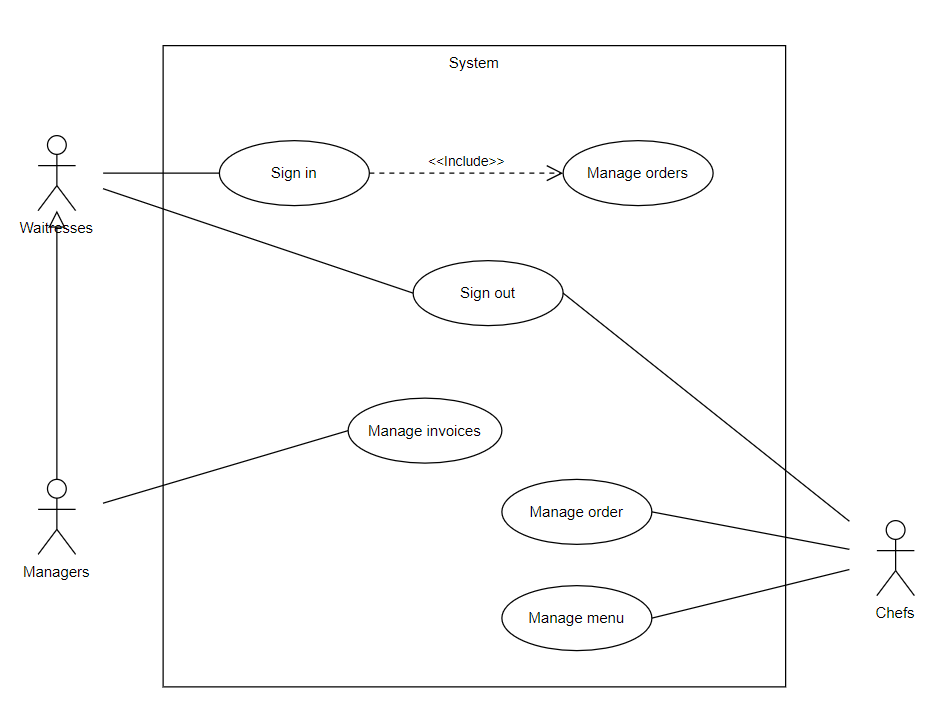 System
Sign in
<<Include>>
Manage orders
Waitresses
Sign out
Manage invoices
Manage order
Managers
Chefs
Manage menu